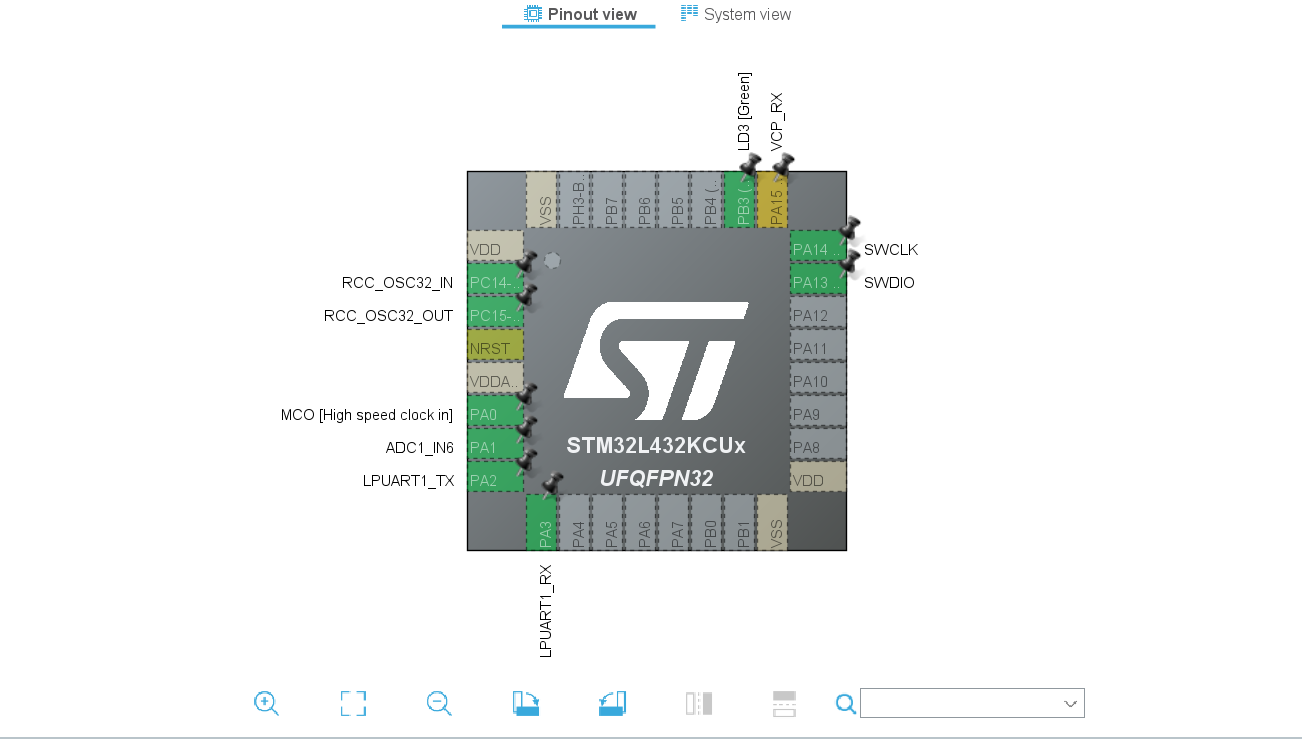 Pinout view
System view
LD3 [Green]
VCP_RX
VSS
PH3-B..
PB7
PB6
PB5
PB4 (..
PB3 (..
PA15 ..
VDD
PA14 ..
SWCLK
RCC_OSC32_IN
PC14-..
PA13 ..
SWDIO
RCC_OSC32_OUT
PC15-..
PA12
NRST
PA11
VDDA..
PA10
MCO [High speed clock in]
PA0
PA9
ADC1_IN6
PA1
STM32L432KCUx
PA8
LPUART1_TX
PA2
UFQFPN32
VDD
PA3
PA4
PA5
PA6
PA7
PB0
PB1
VSS
LPUART1_RX